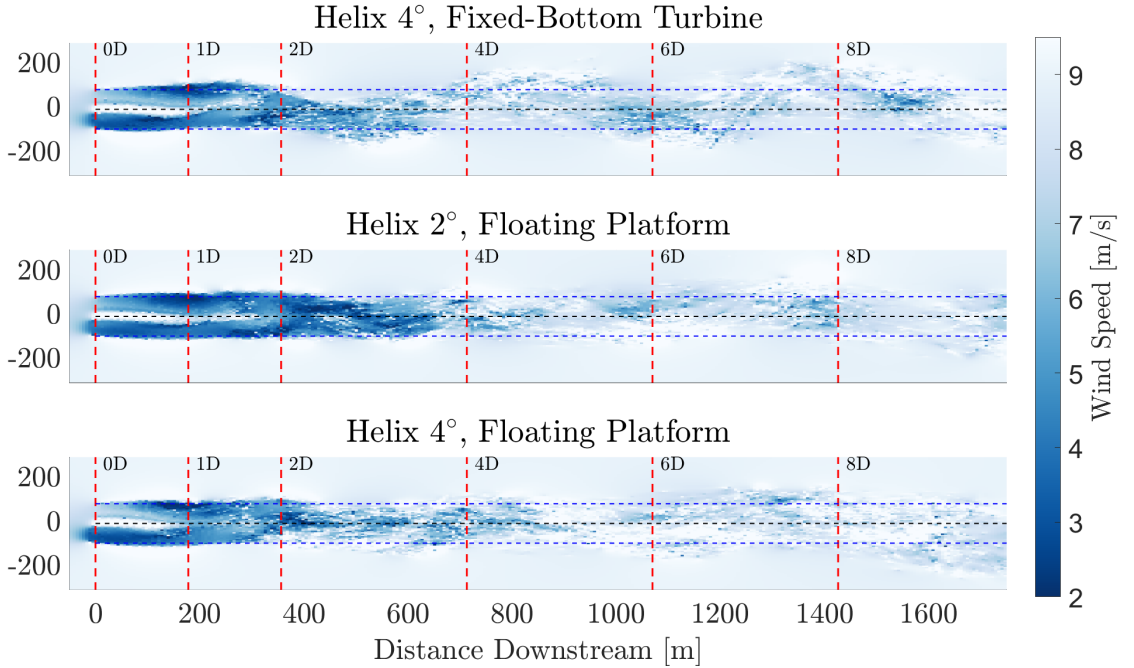 Helix 4°, Fixed-Bottom Turbine
200
0
-200
0D 1D 2D 4D 6D 8D
Helix 2°, Floating Platform
200
0
-200
0D 1D 2D 4D 6D 8D
Helix 4°, Floating Platform
200
0
-200
0D 1D 2D 4D 6D 8D
0 200 400 600 800 1000 1200 1400 1600
Distance Downstream [m]
9
8
7
6
5
4
3
2
Wind Speed [m/s]